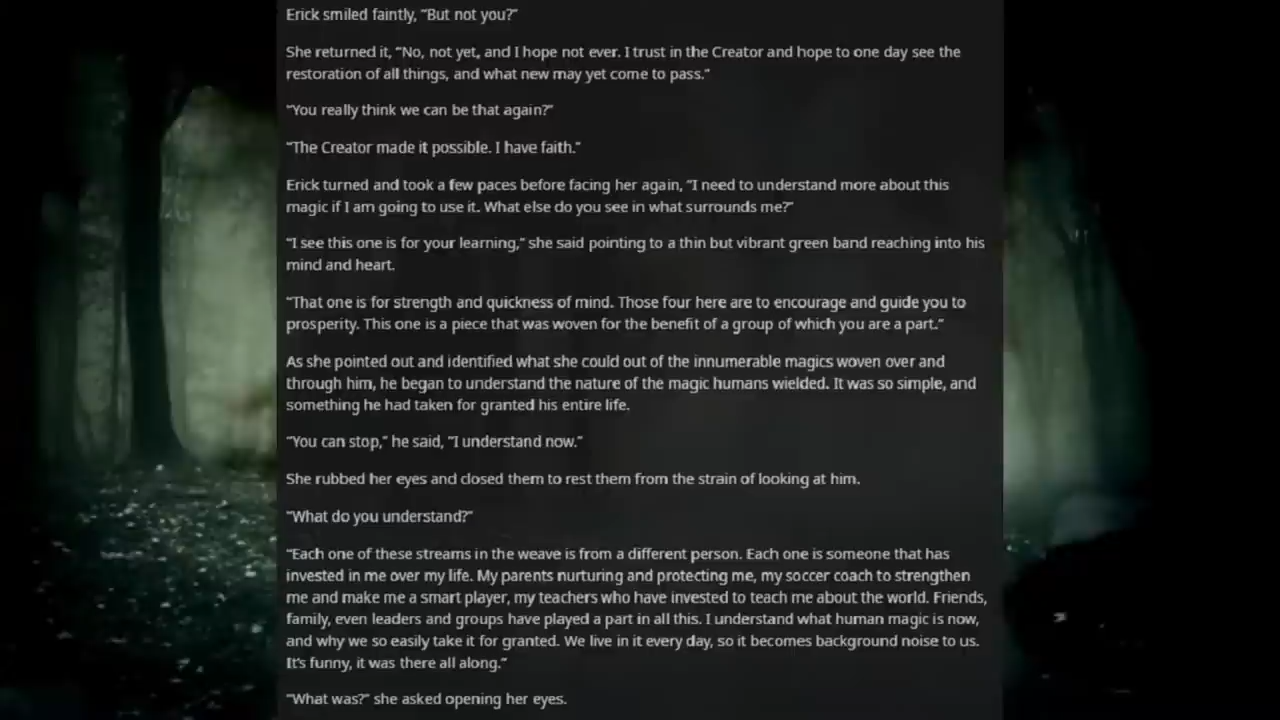 Erick smiled faintly, “But not you?”
She returned it, “No, not yet, and I hope not ever. I trust in the Creator and hope to one day see the
restoration of all things, and what new may yet come to pass.”
“You really think we can be that again?”
“The Creator made it possible. I have faith.”
Erick turned and took a few paces before facing her again, “I need to understand more about this
magic if I am going to use it. What else do you see in what surrounds me?”
“I see this one is for your learning,” she said pointing to a thin but vibrant green band reaching into his
mind and heart.
“That one is for strength and quickness of mind. Those four here are to encourage and guide you to
prosperity. This one is a piece that was woven for the benefit of a group of which you are a part.”
As she pointed out and identified what she could out of the innumerable magics woven over and
through him, he began to understand the nature of the magic humans wielded. It was so simple, and
something he had taken for granted his entire life.
“You can stop,” he said, “I understand now.”
She rubbed her eyes and closed them to rest them from the strain of looking at him.
“What do you understand?”
“Each one of these streams in the weave is from a different person. Each one is someone that has
invested in me over my life. My parents nurturing and protecting me, my soccer coach to strengthen
me and make me a smart player, my teachers who have invested to teach me about the world. Friends,
family, even leaders and groups have played a part in all this. I understand what human magic is now,
and why we so easily take it for granted. We live in it every day, so it becomes background noise to us.
It’s funny, it was there all along.”
“What was?” she asked opening her eyes.